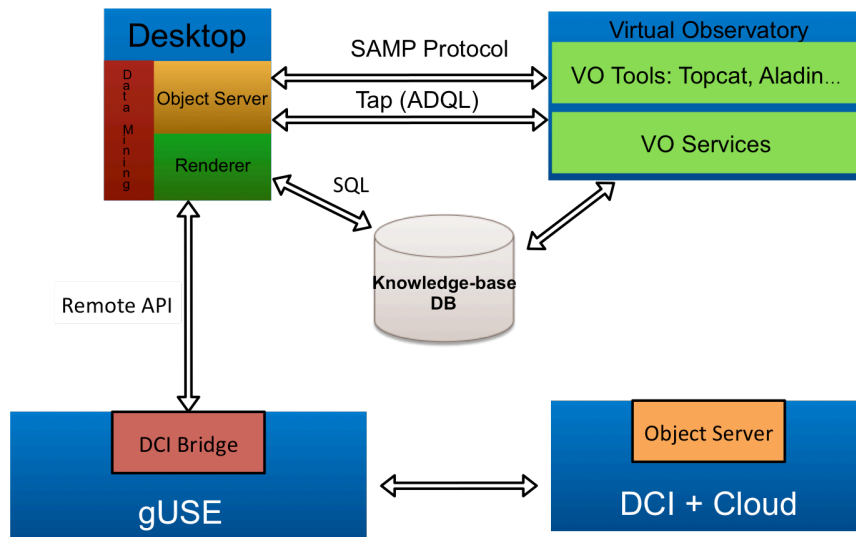 Desktop
Data Mining
Object Server
Renderer
SAMP Protocol
Tap (ADQL)
SQL
Virtual Observatory
VO Tools: Topcat, Aladin...
VO Services
Knowledge-base
DB
Remote API
DCI Bridge
gUSE
Object Server
DCI + Cloud